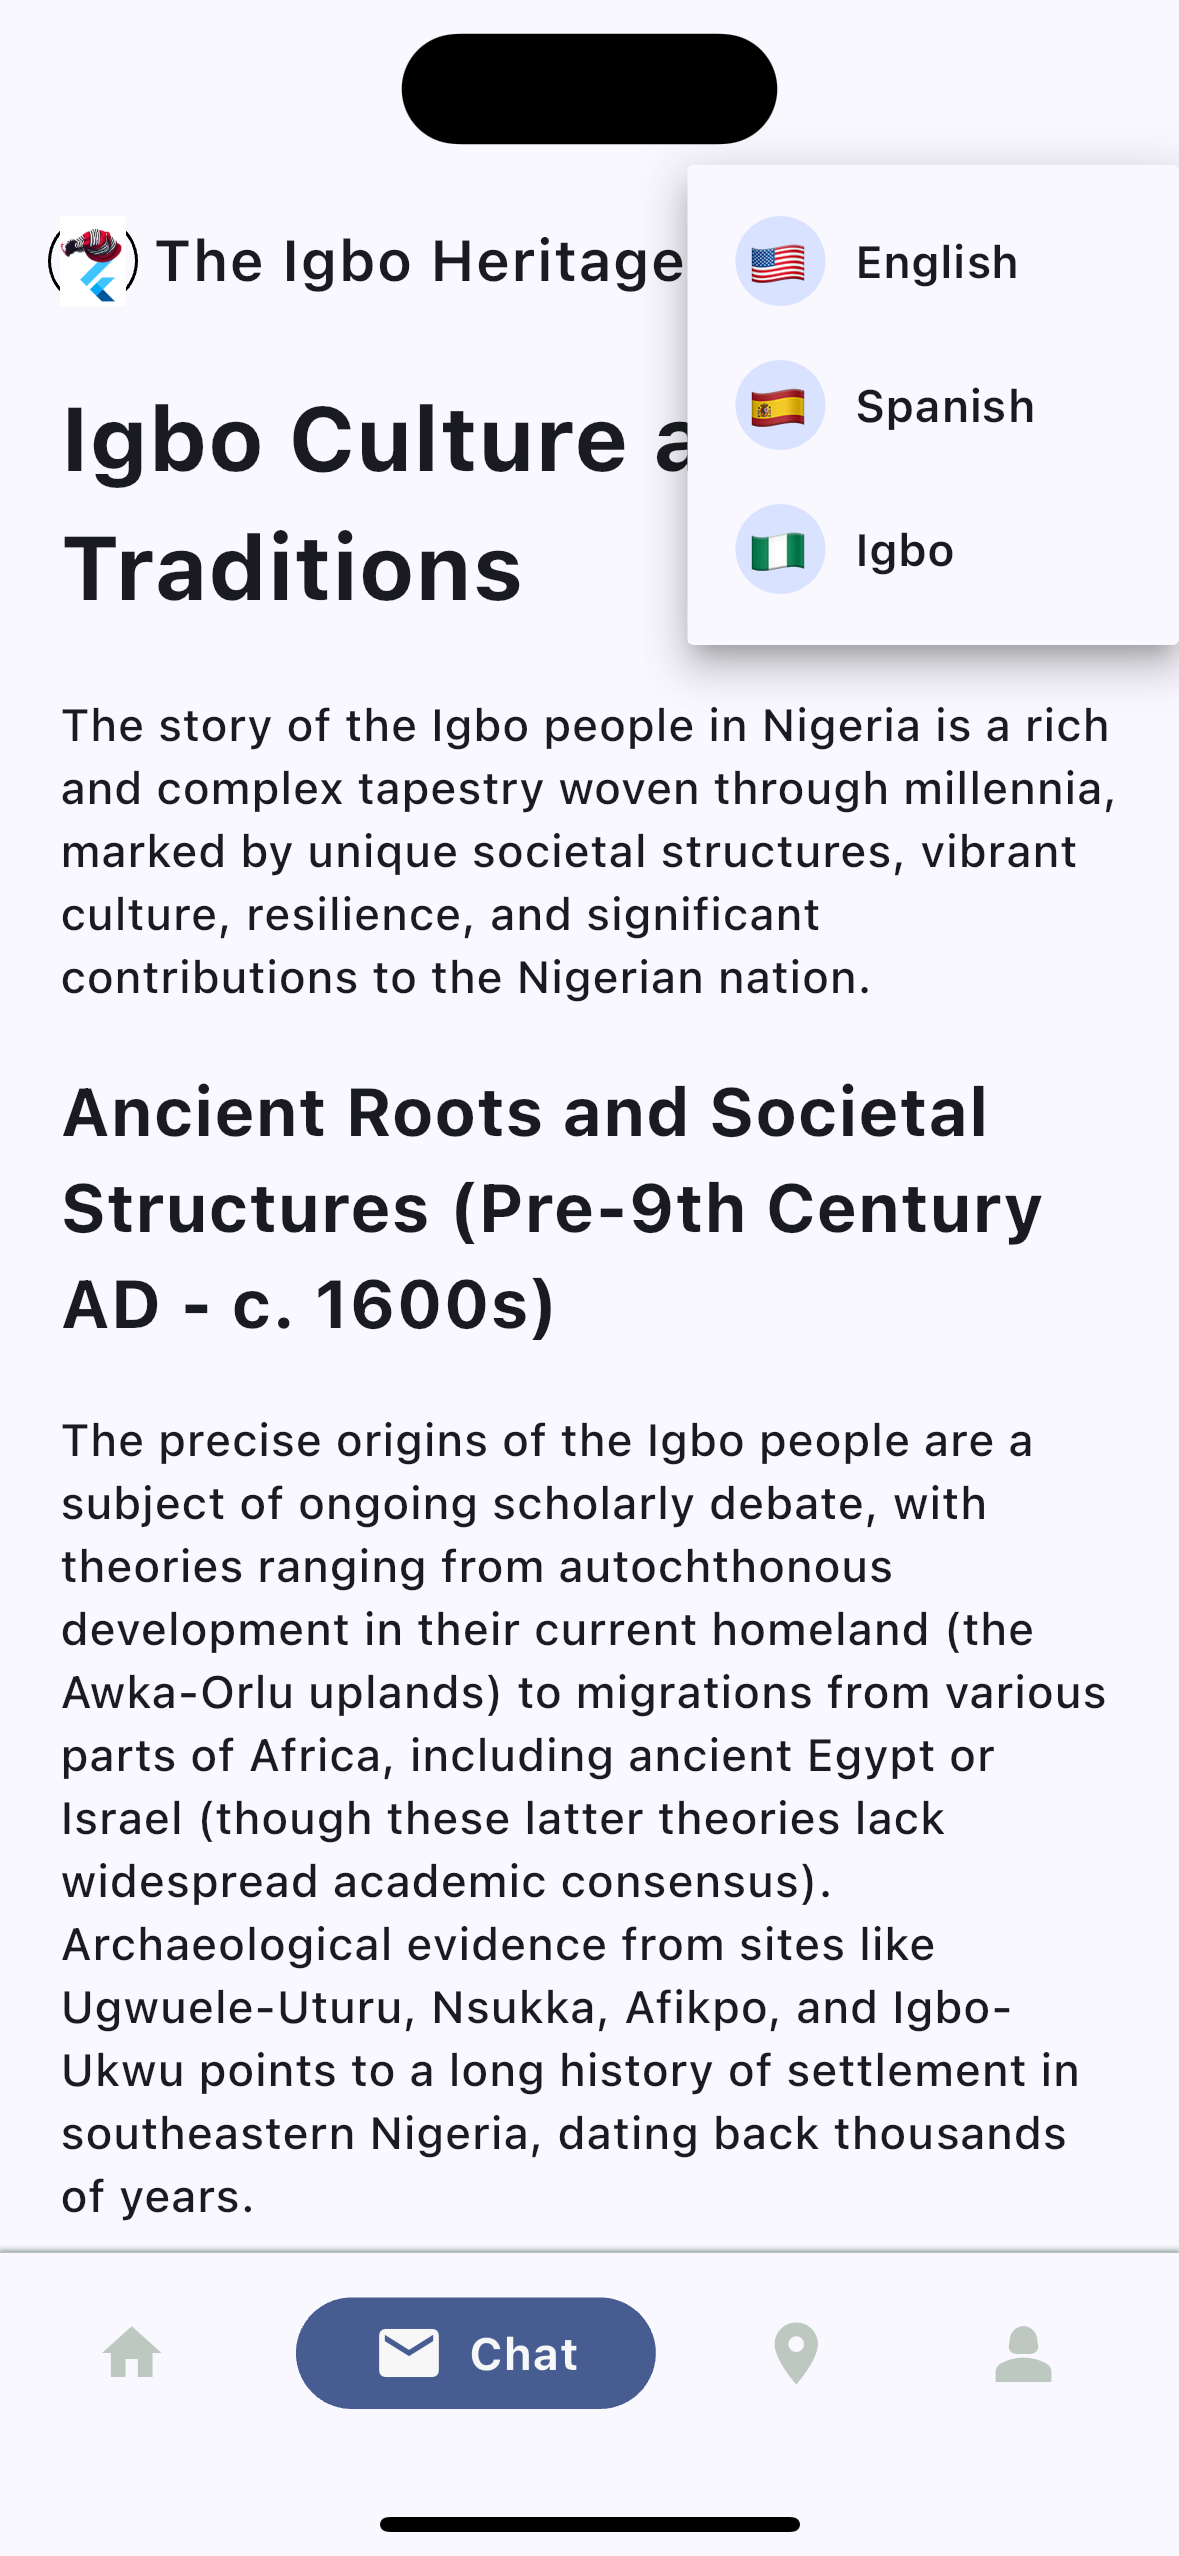 The Igbo Heritage
English
Spanish
Igbo
Igbo Culture a
Traditions
The story of the Igbo people in Nigeria is a rich
and complex tapestry woven through millennia,
marked by unique societal structures, vibrant
culture, resilience, and significant
contributions to the Nigerian nation.
Ancient Roots and Societal
Structures (Pre-9th Century
AD - c. 1600s)
The precise origins of the Igbo people are a
subject of ongoing scholarly debate, with
theories ranging from autochthonous
development in their current homeland (the
Awka-Orlu uplands) to migrations from various
parts of Africa, including ancient Egypt or
Israel (though these latter theories lack
widespread academic consensus).
Archaeological evidence from sites like
Ugwuele-Uturu, Nsukka, Afikpo, and Igbo-
Ukwu points to a long history of settlement in
southeastern Nigeria, dating back thousands
of years.
Chat